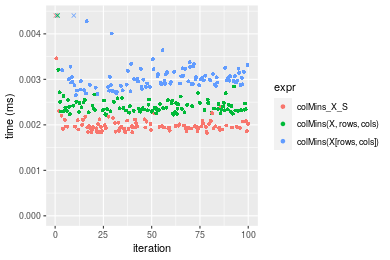 0.004
0.003
0.002
0.001
0.000
time (ms)
0
25
50
75
100
iteration
expr
colMins_X_S
colMins(X, rows, cols)
colMins(X[rows, cols])